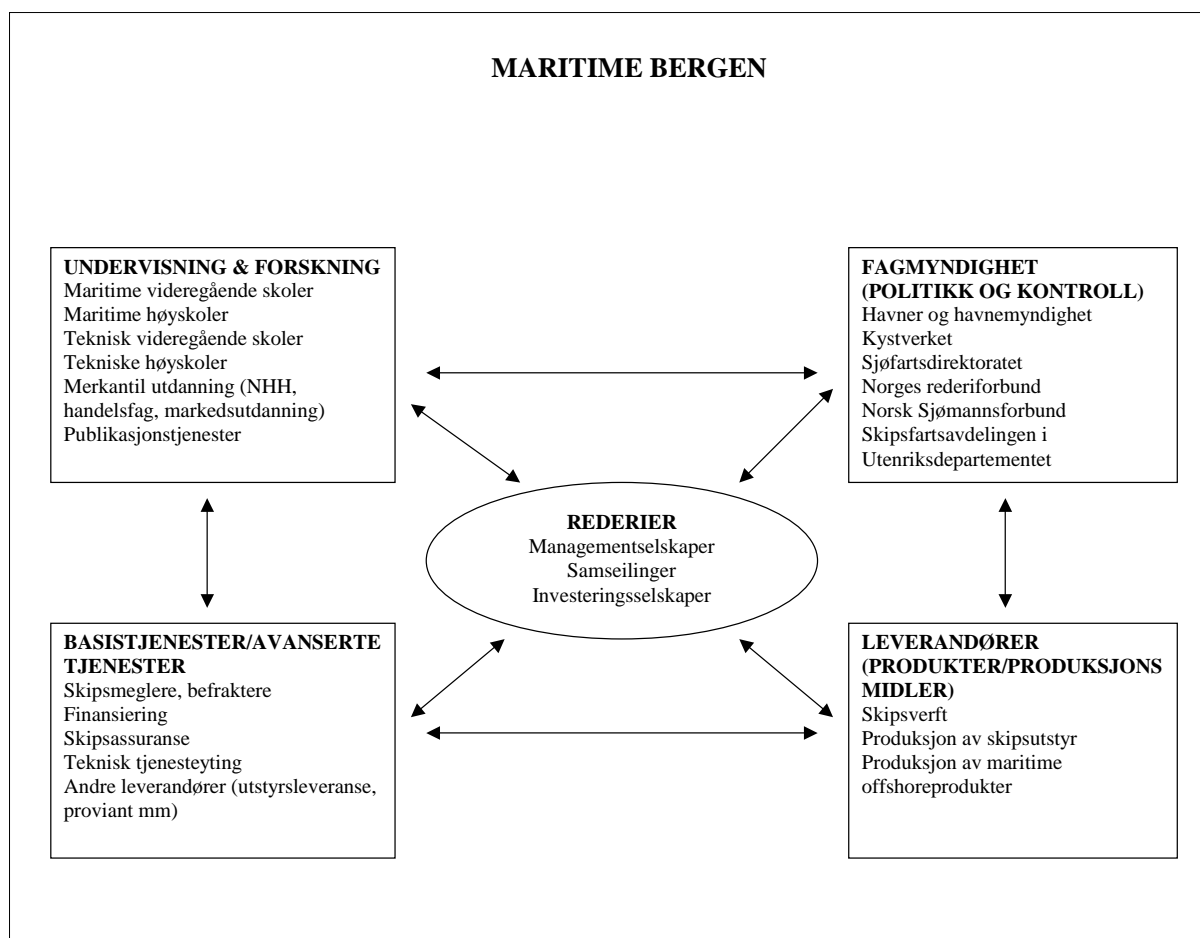 MARITIME BERGEN
UNDERVISNING & FORSKNING
Maritime videregående skoler
Maritime høyskoler
Teknisk videregående skoler
Tekniske høyskoler
Merkantil utdanning (NHH,
handelsfag, markedsutdanning)
Publikasjonstjenester
FAGMYNDIGHET
(POLITIKK OG KONTROLL)
Havner og havnemyndighet
Kystverket
Sjøfartsdirektoratet
Norges rederiforbund
Norsk Sjømannsforbund
Skipsfartsavdelingen i
Utenriksdepartementet
REDERIER
Managementselskaper
Samseilinger
Investeringsselskaper
BASISTJENESTER/AVANSERTE
TJENESTER
Skipsmeglere, befraktere
Finansiering
Skipsassuranse
Teknisk tjenesteyting
Andre leverandører (utstyrsleveranse,
proviant mm)
LEVERANDØRER
(PRODUKTER/PRODUKSJONS
MIDLER)
Skipsverft
Produksjon av skipsutstyr
Produksjon av maritime
offshoreprodukter